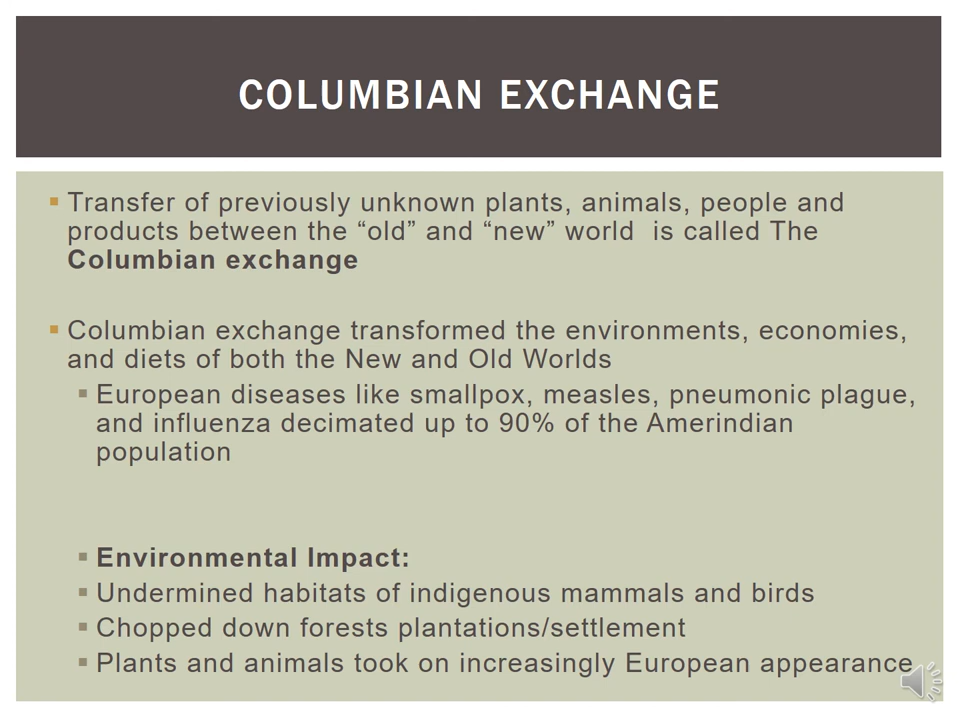 COLUMBIAN EXCHANGE
Transfer of previously unknown plants, animals, people and
products between the “old” and “new” world  is called The
Columbian exchange
Columbian exchange transformed the environments, economies,
and diets of both the New and Old Worlds
European diseases like smallpox, measles, pneumonic plague,
and influenza decimated up to 90% of the Amerindian
population
Environmental Impact:
Undermined habitats of indigenous mammals and birds
Chopped down forests plantations/settlement
Plants and animals took on increasingly European appearance